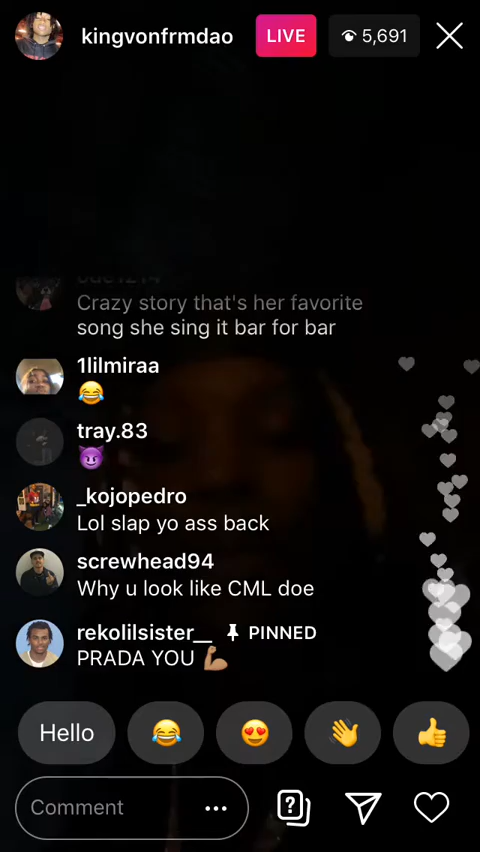 kingvonfrmdao LIVE 5,691
Crazy story that's her favorite
song she sing it bar for bar
1lilmiraa
😂
tray.83
😈
_kojopedro
Lol slap yo ass back
screwhead94
Why u look like CML doe
rekolilsister__ PINNED
PRADA YOU 💪🏽
Hello 😂 😍 👋 👍
Comment